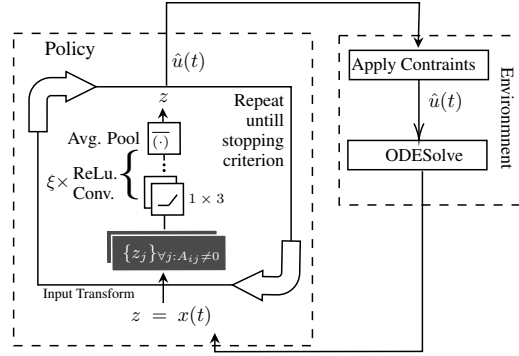 Policy
û(t)
z
Repeat
untill
stopping
criterion
Avg. Pool
(·)
ξ×
ReLu.
Conv.
1 × 3
{z_j}∀j:A_ij≠0
Input Transform
z = x(t)
Apply Contraints
û(t)
ODESolve
Environmnent